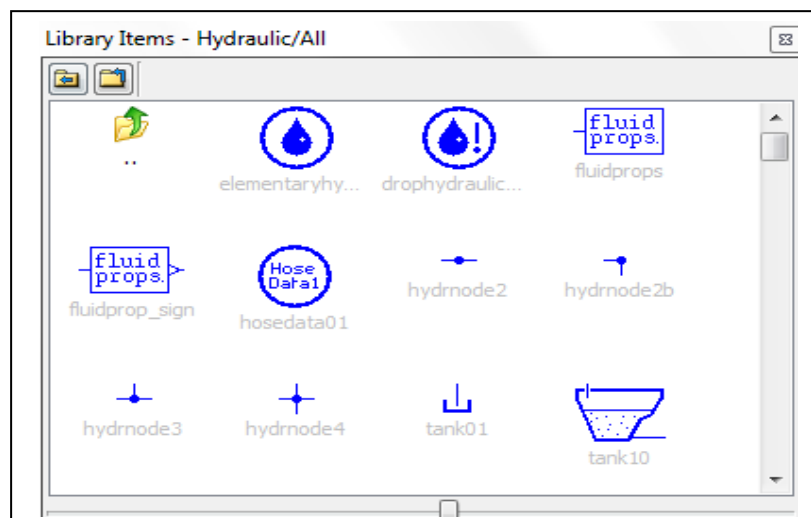 Library Items - Hydraulic/All
..
elementaryhy...
drophydraulic...
fluid
props.
fluidprops
fluid
props.
fluidprop_sign
Hose
Data1
hosedata01
hydrnode2
hydrnode2b
hydrnode3
hydrnode4
tank01
tank10